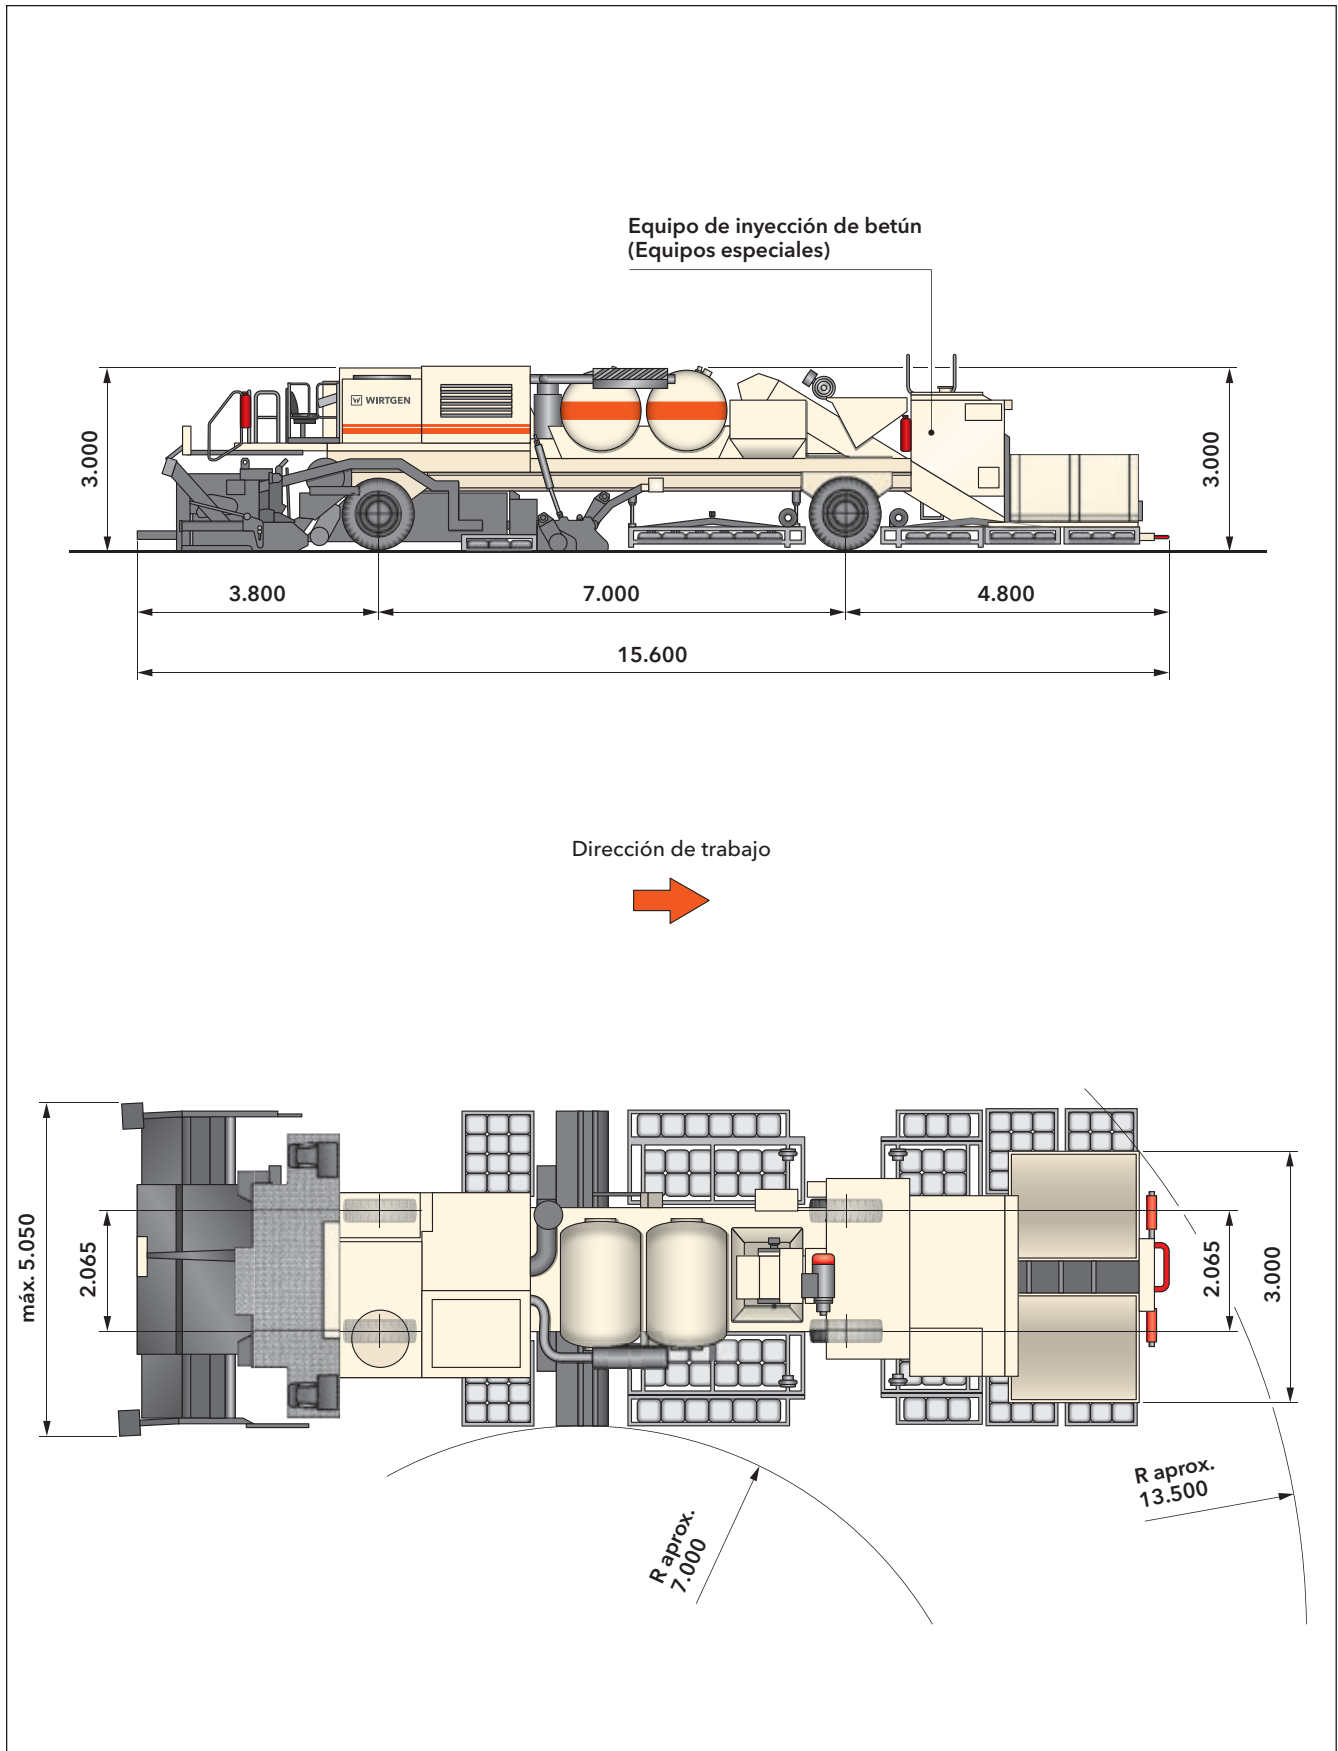 Equipo de inyección de betún
(Equipos especiales)
WIRTGEN
3.000
3.000
3.800
7.000
4.800
15.600
Dirección de trabajo
máx. 5.050
2.065
2.065
3.000
R aprox.
7.000
R aprox.
13.500